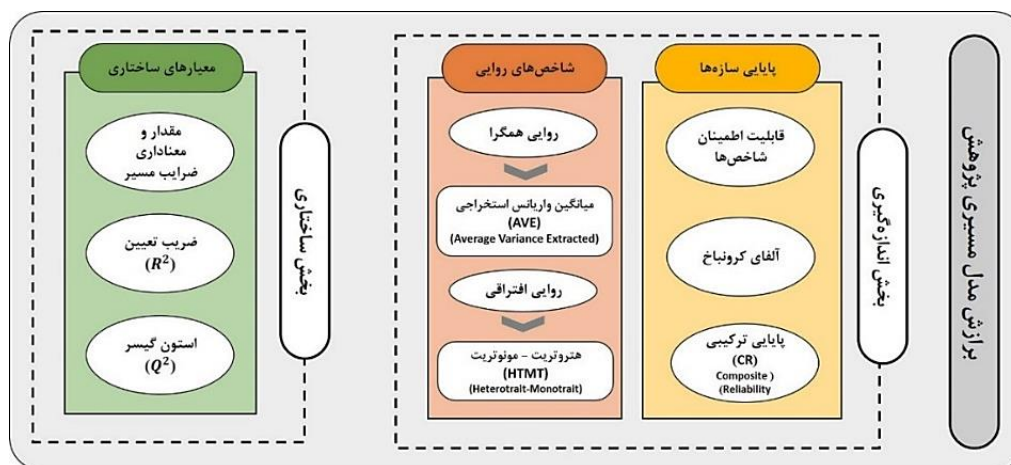 برازش مدل مسیری پژوهش
بخش اندازه‌گیری
پایایی سازه‌ها
قابلیت اطمینان
شاخص‌ها
آلفای کرونباخ
پایایی ترکیبی
(CR)
Composite )
(Reliability
شاخص‌های روایی
روایی همگرا
میانگین واریانس استخراجی
(AVE)
(Average Variance Extracted)
روایی افتراقی
هتروتریت - مونوتریت
(HTMT)
(Heterotrait-Monotrait)
بخش ساختاری
معیارهای ساختاری
مقدار و
معناداری
ضرایب مسیر
ضریب تعیین
(R²)
استون گیسر
(Q²)